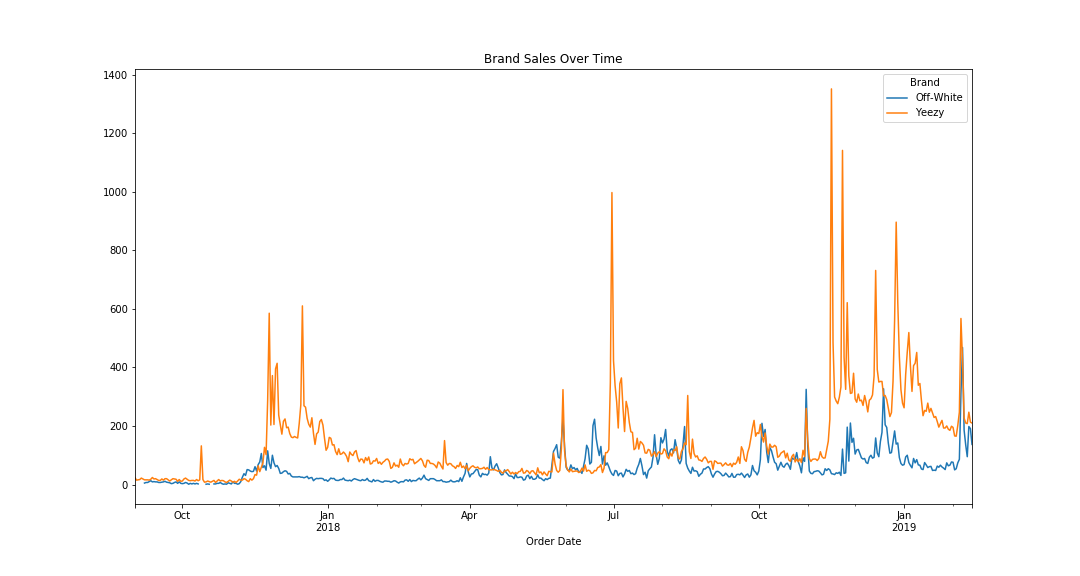 Brand Sales Over Time
1400
1200
1000
800
600
400
200
0
Brand
Off-White
Yeezy
Oct
Jan
2018
Apr
Jul
Oct
Jan
2019
Order Date